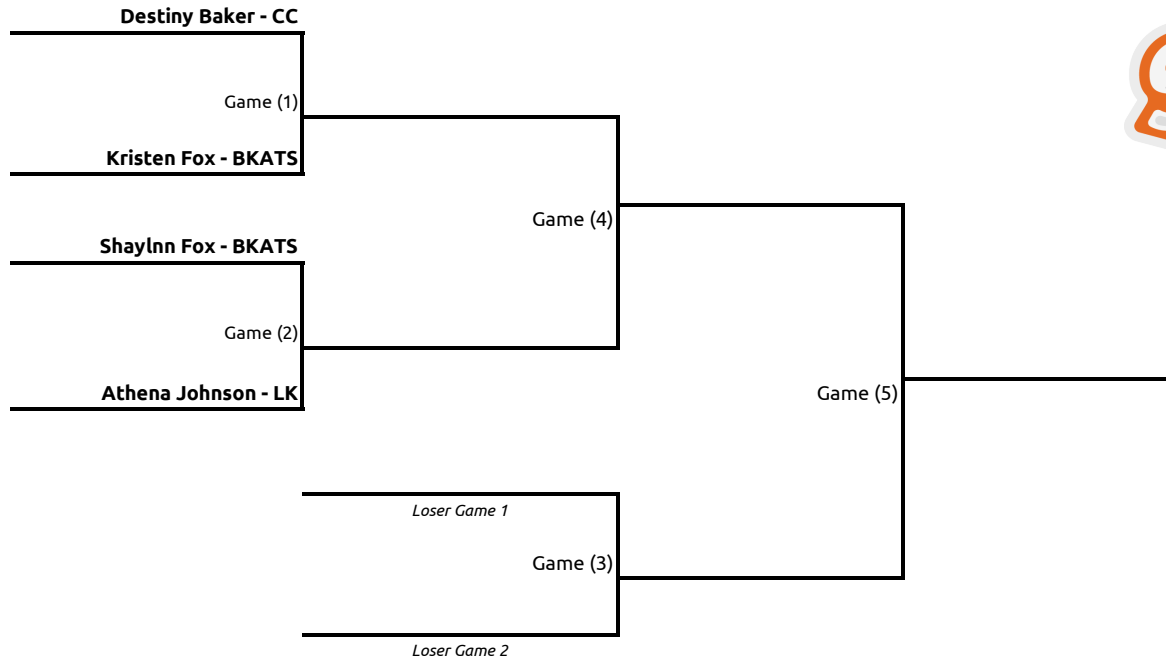 Destiny Baker - CC
Game (1)
Kristen Fox - BKATS
Game (4)
Shaylnn Fox - BKATS
Game (2)
Athena Johnson - LK
Game (5)
Loser Game 1
Game (3)
Loser Game 2